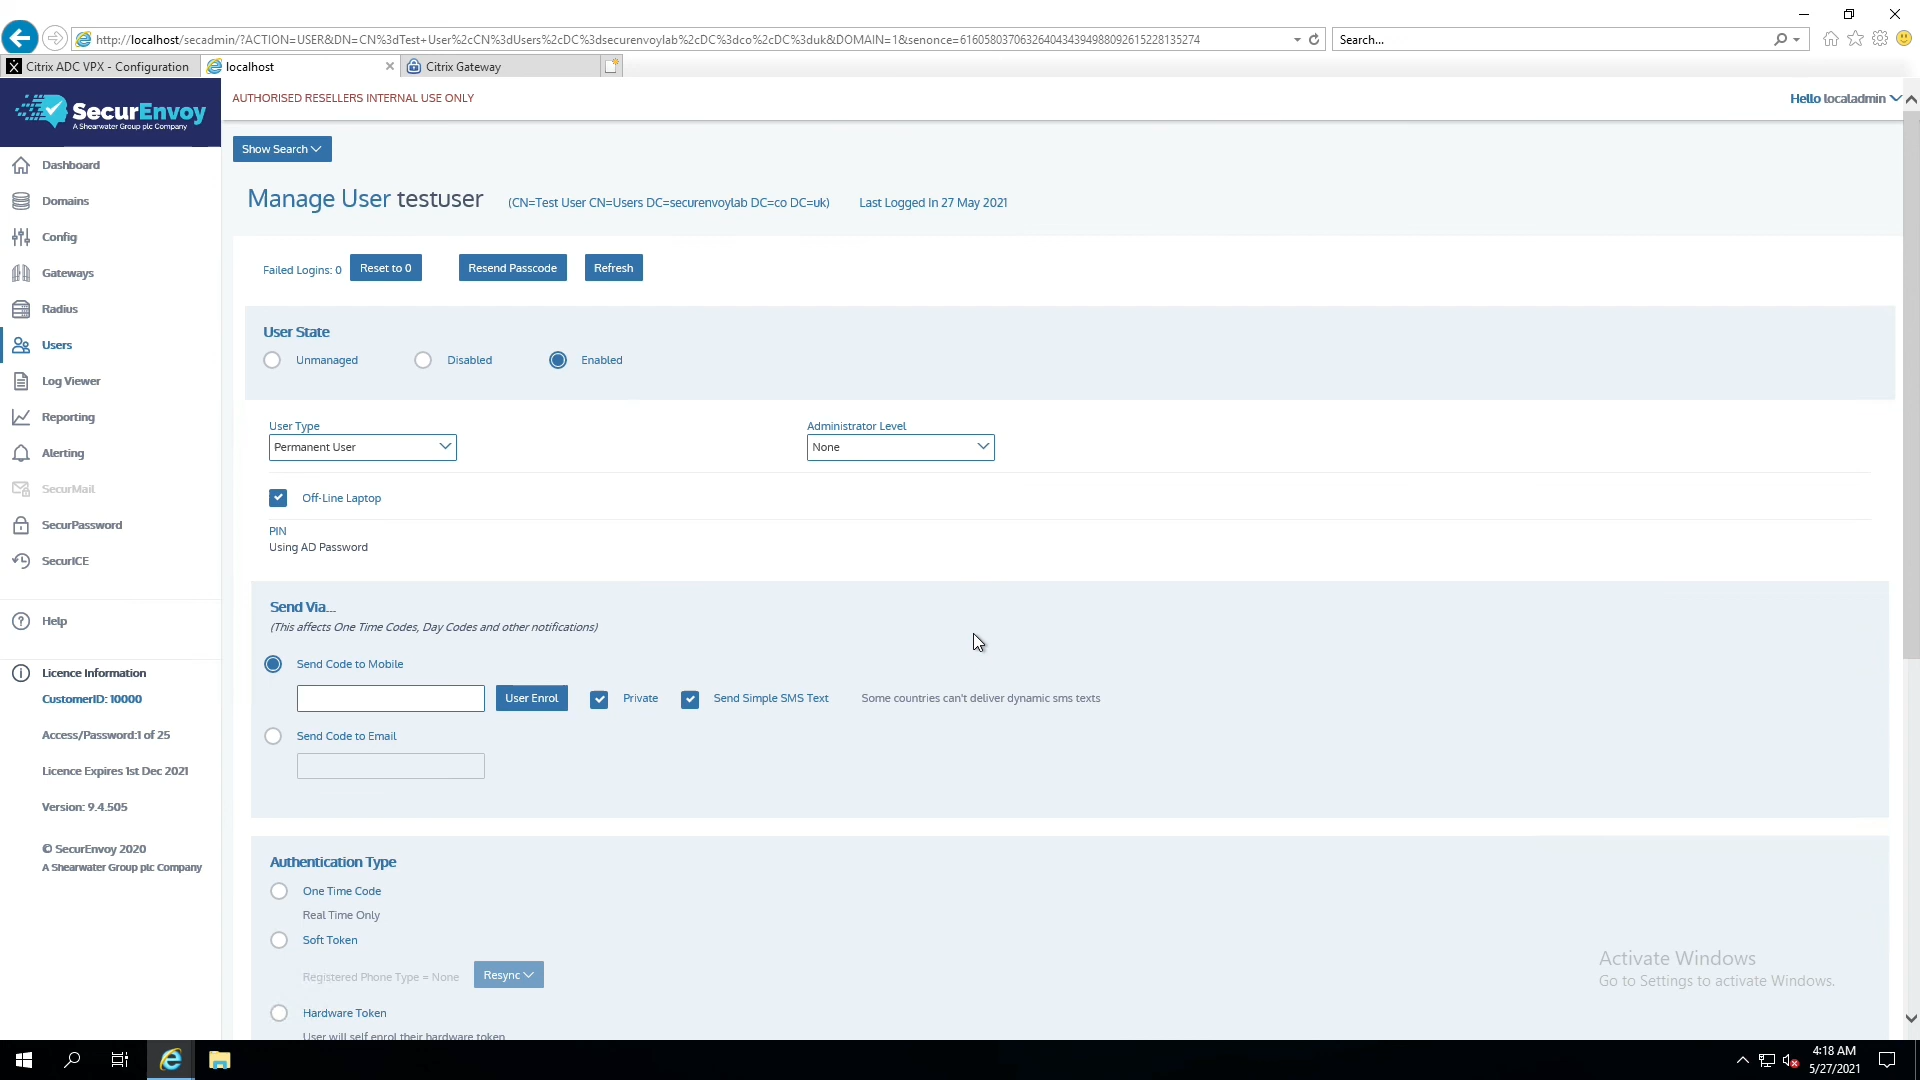 http://localhost/secadmin/?ACTION=USER&DN=CN%3dTest+User%2cCN%3dUsers%2cDC%3dsecurenvoylab%2cDC%3dco%2cDC%3duk&DOMAIN=1&senonce=61605803706326404343949880926152281352​74
Search...
Citrix ADC VPX - Configuration
localhost
Citrix Gateway
SecurEnvoy
A Shearwater Group plc Company
AUTHORISED RESELLERS INTERNAL USE ONLY
Hello localadmin
Show Search
Dashboard
Domains
Config
Gateways
Radius
Users
Log Viewer
Reporting
Alerting
SecurMail
SecurPassword
SecurICE
Help
Licence Information
CustomerID: 10000
Access/Password:1 of 25
Licence Expires 1st Dec 2021
Version: 9.4.505
© SecurEnvoy 2020
A Shearwater Group plc Company
Manage User testuser (CN=Test User CN=Users DC=securenvoylab DC=co DC=uk) Last Logged In 27 May 2021
Failed Logins: 0 Reset to 0 Resend Passcode Refresh
User State
Unmanaged Disabled Enabled
User Type Administrator Level
Permanent User None
Off-Line Laptop
PIN
Using AD Password
Send Via...
(This affects One Time Codes, Day Codes and other notifications)
Send Code to Mobile
User Enrol Private Send Simple SMS Text Some countries can't deliver dynamic sms texts
Send Code to Email
Authentication Type
One Time Code
Real Time Only
Soft Token
Registered Phone Type = None Resync
Hardware Token
User will self enrol their hardware token
Activate Windows
Go to Settings to activate Windows.
4:18 AM
5/27/2021